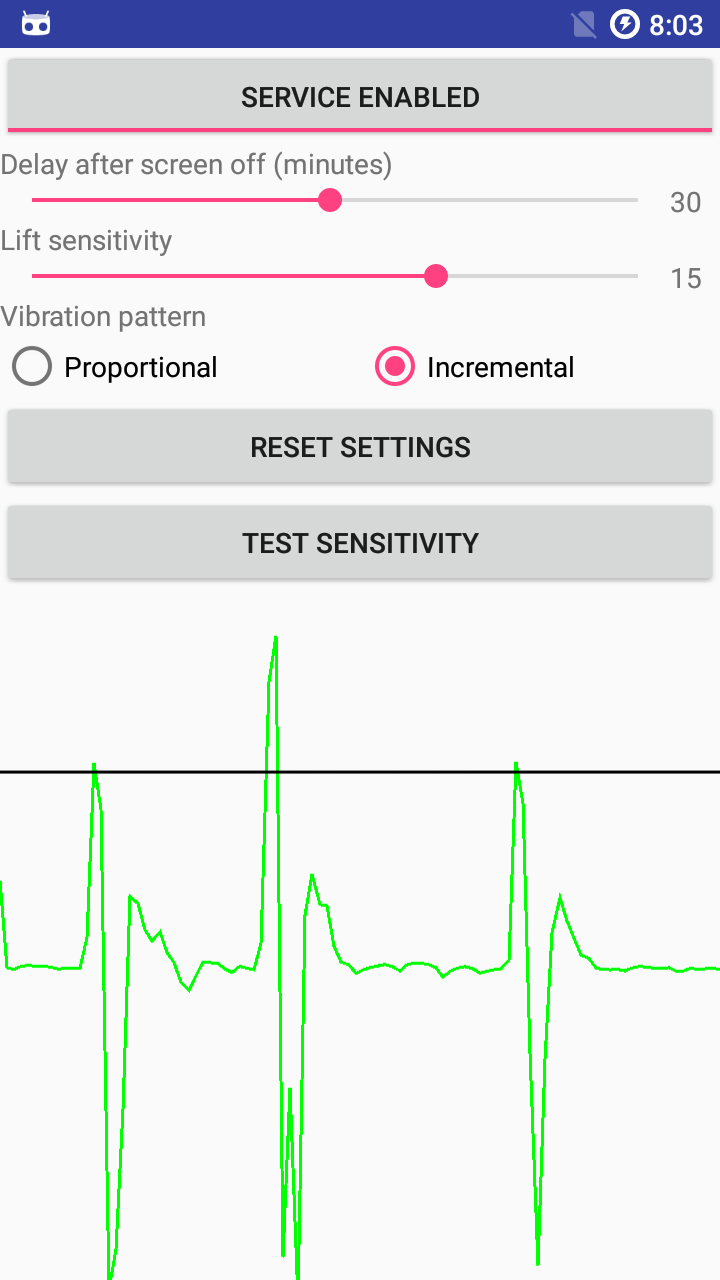 8:03
SERVICE ENABLED
Delay after screen off (minutes)
30
Lift sensitivity
15
Vibration pattern
Proportional
Incremental
RESET SETTINGS
TEST SENSITIVITY